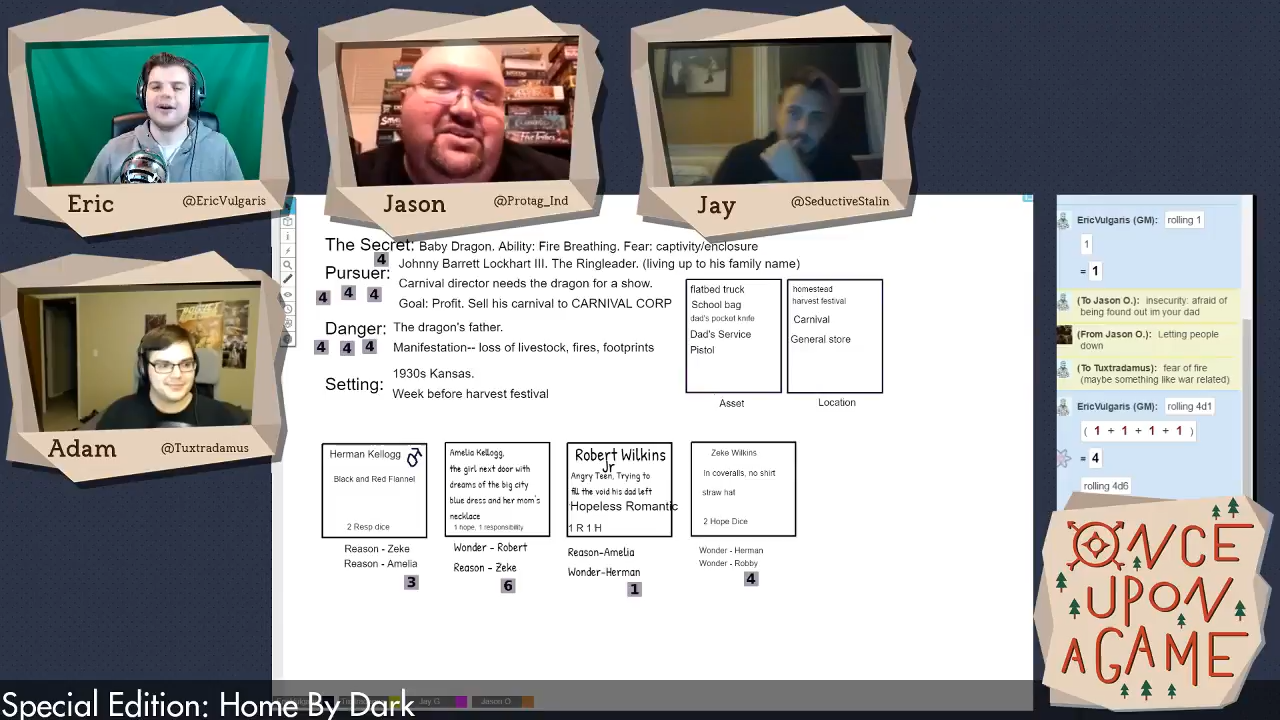 Eric @EricVulgaris
Jason @Protag_Ind
Jay @SeductiveStalin
Adam @Tuxtradamus
The Secret: Baby Dragon. Ability: Fire Breathing. Fear: captivity/enclosure
4
Johnny Barrett Lockhart III. The Ringleader. (living up to his family name)
Pursuer:
Carnival director needs the dragon for a show.
4 4 4
Goal: Profit. Sell his carnival to CARNIVAL CORP
Danger: The dragon's father.
4 4 4
Manifestation-- loss of livestock, fires, footprints
1930s Kansas.
Setting:
Week before harvest festival
flatbed truck
School bag
dad's pocket knife
Dad's Service
Pistol
Asset
homestead
harvest festival
Carnival
General store
Location
Herman Kellogg
Black and Red Flannel
2 Resp dice
Reason - Zeke
Reason - Amelia
3
Amelia Kellogg,
the girl next door with
dreams of the big city
blue dress and her mom's
necklace
1 hope, 1 responsibility
Wonder - Robert
Reason - Zeke
6
Robert Wilkins
Jr
Angry Teen, Trying to
fill the void his dad left
Hopeless Romantic
1 R 1 H
Reason-Amelia
Wonder-Herman
1
Zeke Wilkins
In coveralls, no shirt
straw hat
2 Hope Dice
Wonder - Herman
Wonder - Robby
4
EricVulgaris (GM): rolling 1
1
= 1
(To Jason O.): insecurity: afraid of
being found out im your dad
(From Jason O.): Letting people
down
(To Tuxtradamus): fear of fire
(maybe something like war related)
EricVulgaris (GM): rolling 4d1
( 1 + 1 + 1 + 1 )
= 4
rolling 4d6
ONCE
UPON
A GAME
Jay G
Jason O
Special Edition: Home By Dark